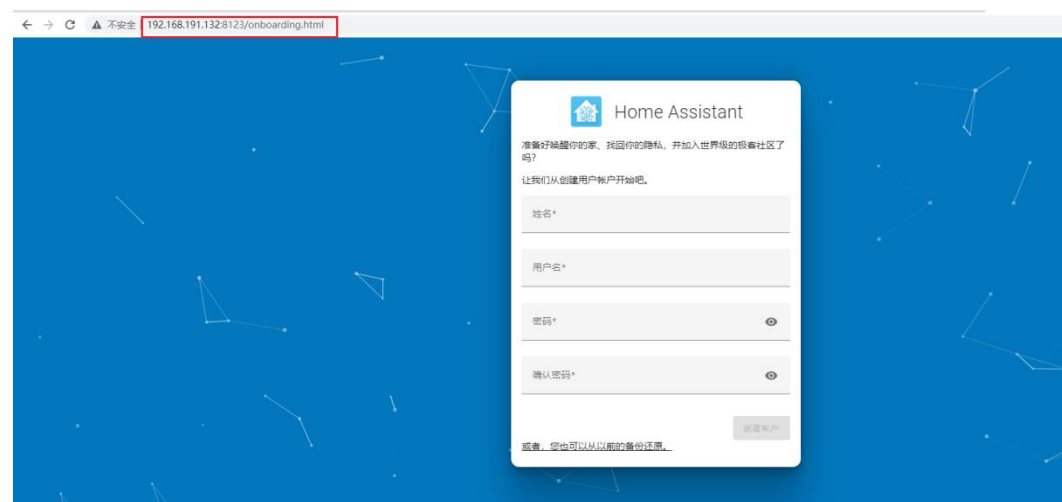 不安全 192.168.191.132:8123/onboarding.html
Home Assistant
准备好唤醒你的家、找回你的隐私，并加入世界级的极客社区了
吗？
让我们从创建用户帐户开始吧。
姓名*
用户名*
密码*
确认密码*
创建帐户
或者，您也可以从以前的备份还原。